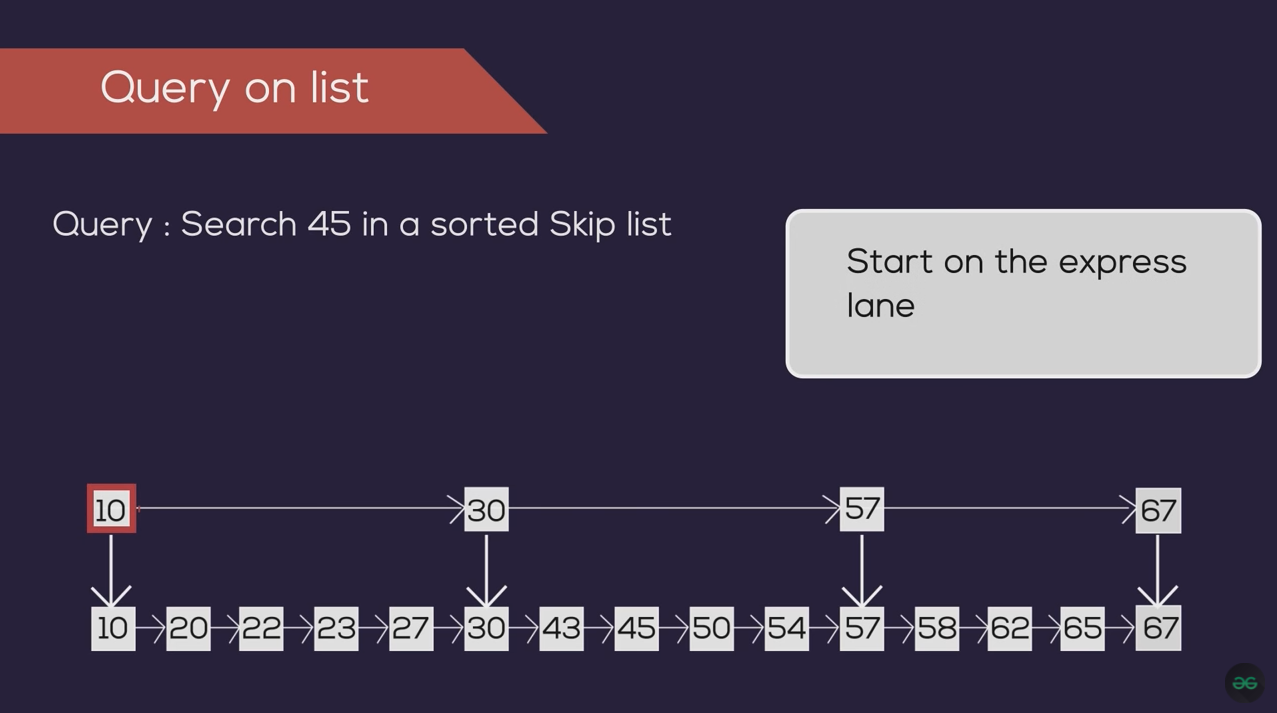 Query on list
Query : Search 45 in a sorted Skip list
Start on the express
lane
10 30 57 67
10 20 22 23 27 30 43 45 50 54 57 58 62 65 67